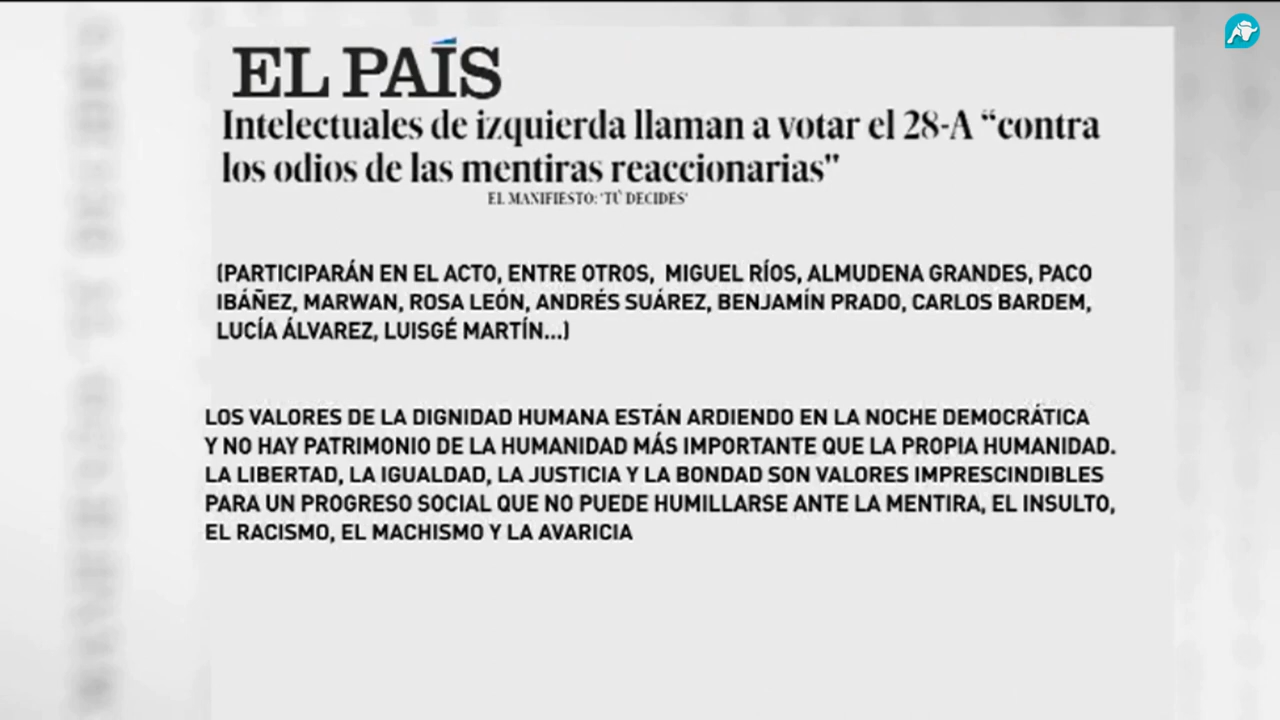 EL PAÍS
Intelectuales de izquierda llaman a votar el 28-A “contra
los odios de las mentiras reaccionarias"
EL MANIFIESTO: 'TÚ DECIDES'
(PARTICIPARÁN EN EL ACTO, ENTRE OTROS, MIGUEL RÍOS, ALMUDENA GRANDES, PACO
IBÁÑEZ, MARWAN, ROSA LEÓN, ANDRÉS SUÁREZ, BENJAMÍN PRADO, CARLOS BARDEM,
LUCÍA ÁLVAREZ, LUISGÉ MARTÍN...)
LOS VALORES DE LA DIGNIDAD HUMANA ESTÁN ARDIENDO EN LA NOCHE DEMOCRÁTICA
Y NO HAY PATRIMONIO DE LA HUMANIDAD MÁS IMPORTANTE QUE LA PROPIA HUMANIDAD.
LA LIBERTAD, LA IGUALDAD, LA JUSTICIA Y LA BONDAD SON VALORES IMPRESCINDIBLES
PARA UN PROGRESO SOCIAL QUE NO PUEDE HUMILLARSE ANTE LA MENTIRA, EL INSULTO,
EL RACISMO, EL MACHISMO Y LA AVARICIA